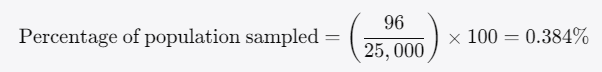 Percentage of population sampled = (96/25,000) × 100 = 0.384%